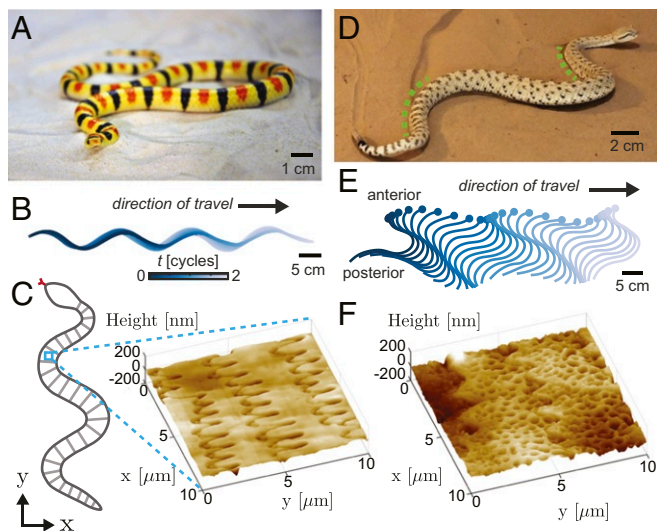 A
1 cm
B
direction of travel
t [cycles]
0
2
5 cm
C
Height [nm]
200
0
-200
5
10
x [μm]
0
5
10
y [μm]
y
x
D
2 cm
E
direction of travel
anterior
posterior
5 cm
F
Height [nm]
200
0
-200
5
10
x [μm]
0
5
10
y [μm]